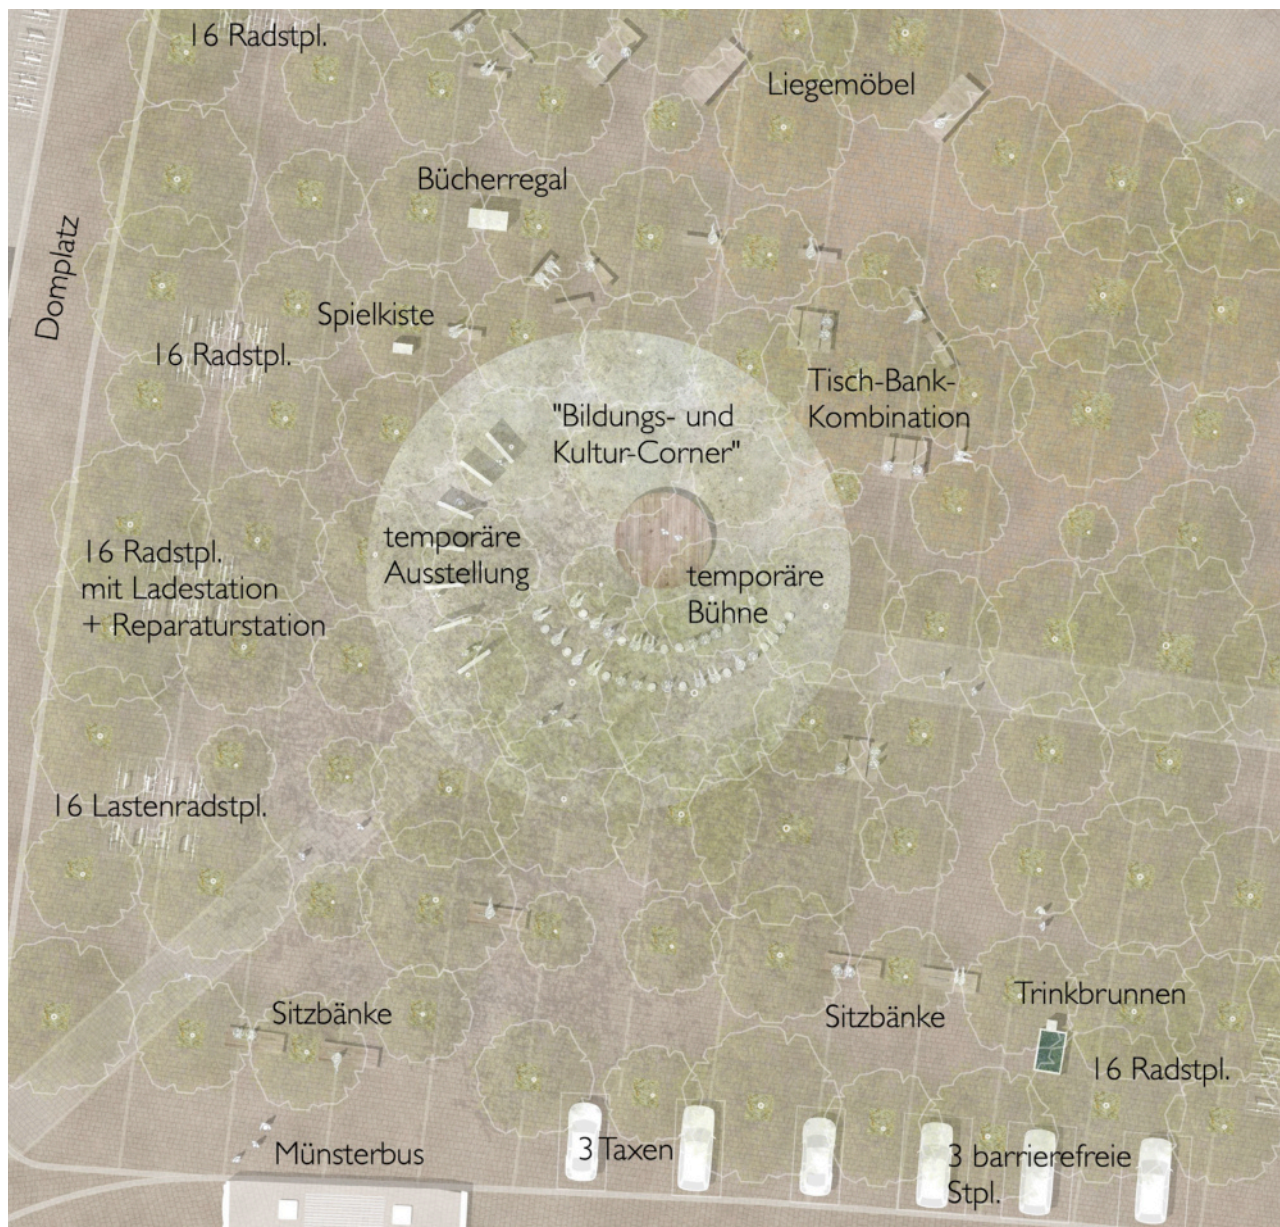 16 Radstpl.
Liegemöbel
Bücherregal
Domplatz
Spielkiste
16 Radstpl.
Tisch-Bank-
Kombination
"Bildungs- und
Kultur-Corner"
temporäre
Ausstellung
16 Radstpl.
mit Ladestation
+ Reparaturstation
temporäre
Bühne
16 Lastenradstpl.
Sitzbänke
Sitzbänke
Trinkbrunnen
16 Radstpl.
Münsterbus
3 Taxen
3 barrierefreie
Stpl.